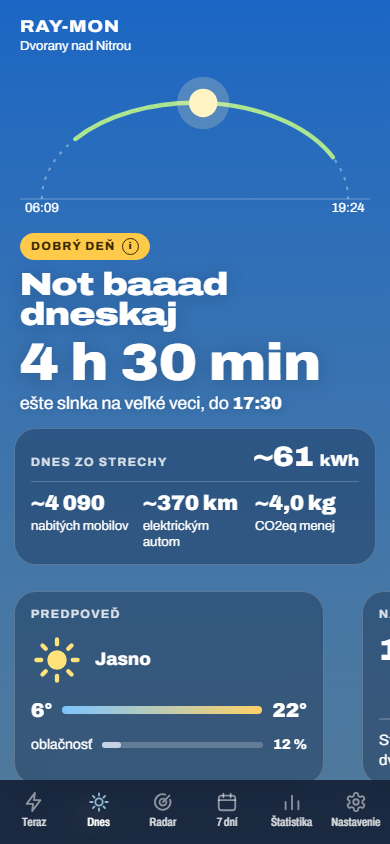 RAY-MON
Dvorany nad Nitrou
06:09
19:24
DOBRÝ DEŇ i
Not baaad
dneskaj
4 h 30 min
ešte slnka na veľké veci, do 17:30
DNES ZO STRECHY
~61 kWh
~4 090
~370 km
~4,0 kg
nabitých mobilov
elektrickým
autom
CO2eq menej
PREDPOVEĎ
Jasno
6°
22°
oblačnosť
12 %
Teraz
Dnes
Radar
7 dní
Štatistika
Nastavenie